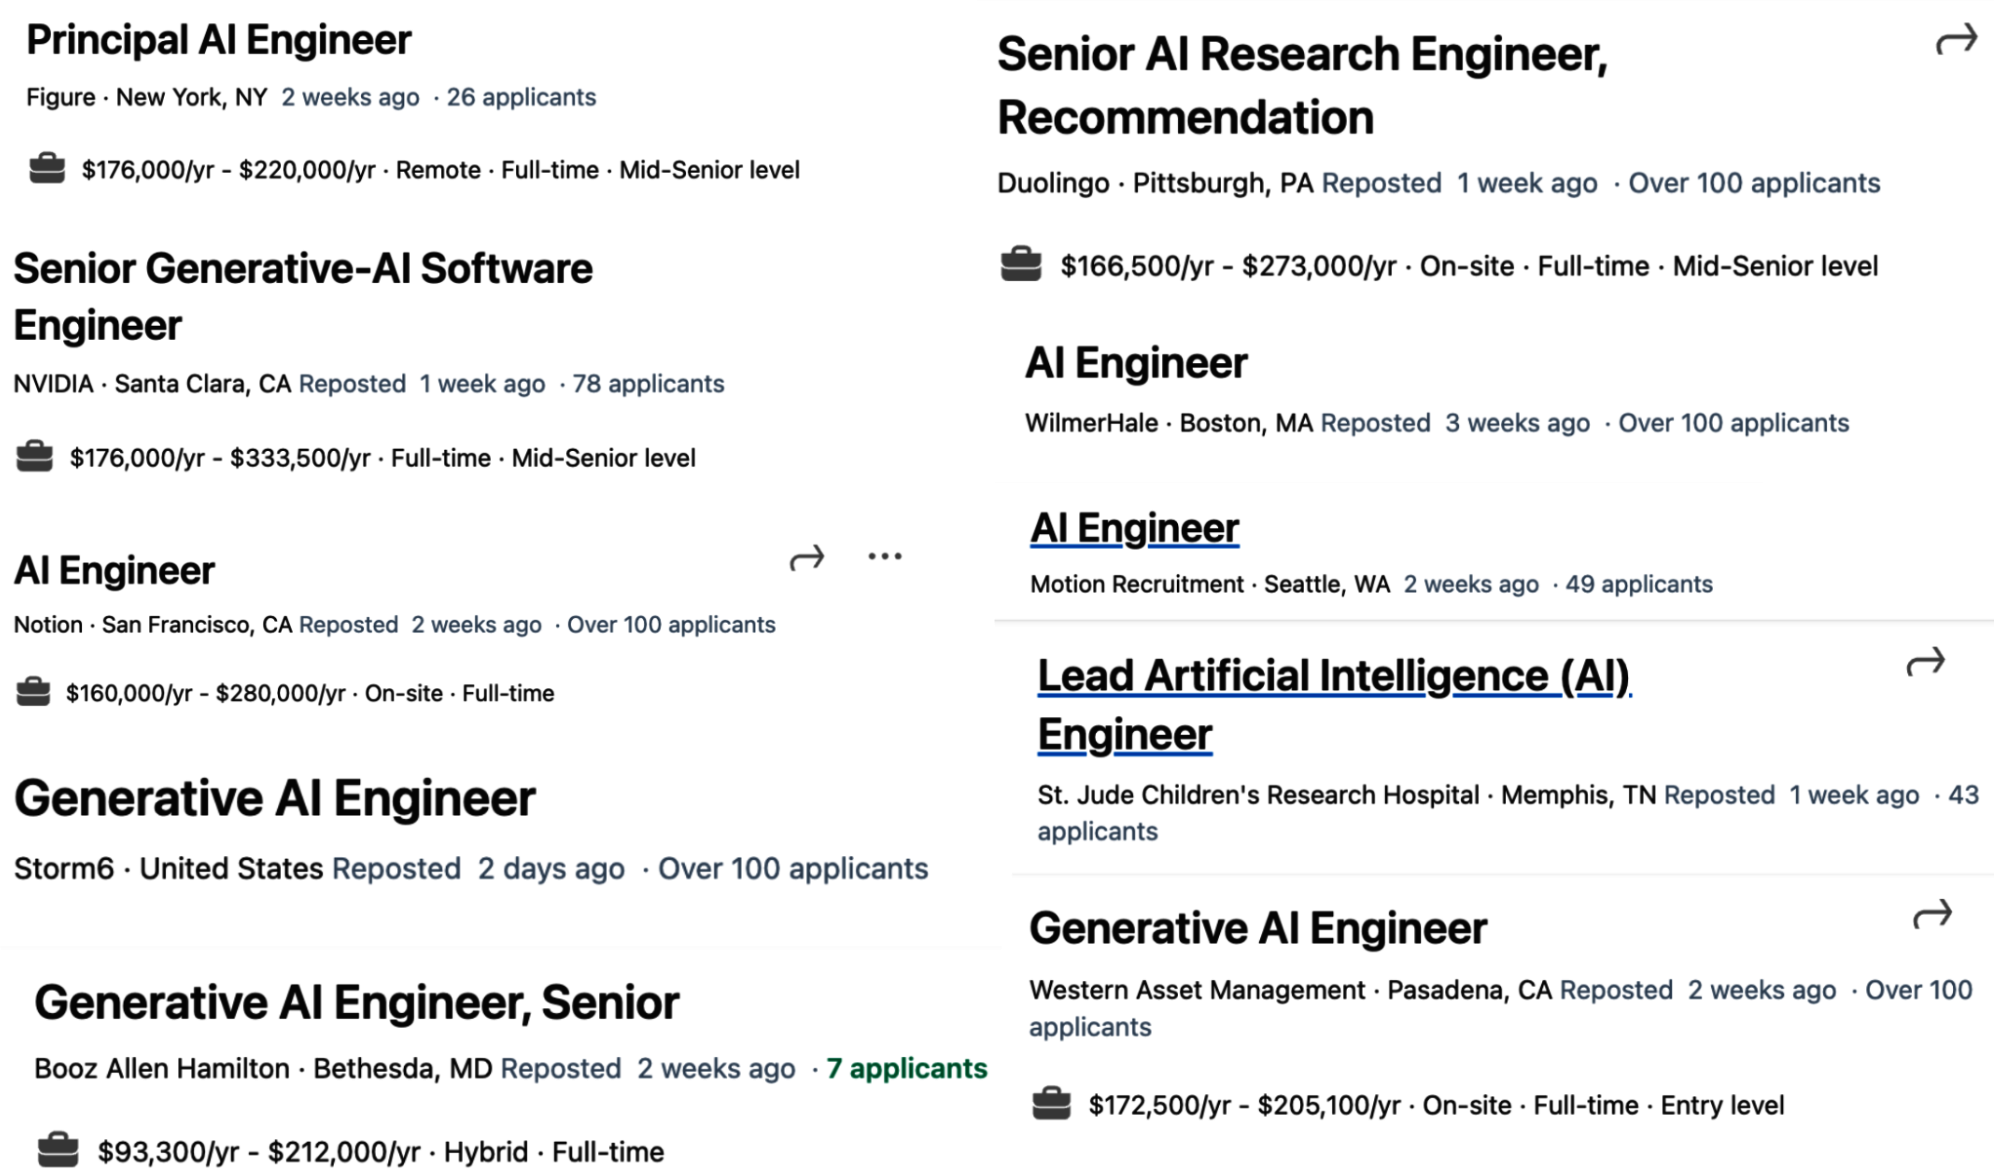 Principal AI Engineer
Figure · New York, NY 2 weeks ago · 26 applicants
$176,000/yr - $220,000/yr · Remote · Full-time · Mid-Senior level
Senior Generative-AI Software
Engineer
NVIDIA · Santa Clara, CA Reposted 1 week ago · 78 applicants
$176,000/yr - $333,500/yr · Full-time · Mid-Senior level
AI Engineer
Notion · San Francisco, CA Reposted 2 weeks ago · Over 100 applicants
$160,000/yr - $280,000/yr · On-site · Full-time
Generative AI Engineer
Storm6 · United States Reposted 2 days ago · Over 100 applicants
Generative AI Engineer, Senior
Booz Allen Hamilton · Bethesda, MD Reposted 2 weeks ago · 7 applicants
$93,300/yr - $212,000/yr · Hybrid · Full-time
Senior AI Research Engineer,
Recommendation
Duolingo · Pittsburgh, PA Reposted 1 week ago · Over 100 applicants
$166,500/yr - $273,000/yr · On-site · Full-time · Mid-Senior level
AI Engineer
WilmerHale · Boston, MA Reposted 3 weeks ago · Over 100 applicants
AI Engineer
Motion Recruitment · Seattle, WA 2 weeks ago · 49 applicants
Lead Artificial Intelligence (AI)
Engineer
St. Jude Children's Research Hospital · Memphis, TN Reposted 1 week ago · 43
applicants
Generative AI Engineer
Western Asset Management · Pasadena, CA Reposted 2 weeks ago · Over 100
applicants
$172,500/yr - $205,100/yr · On-site · Full-time · Entry level